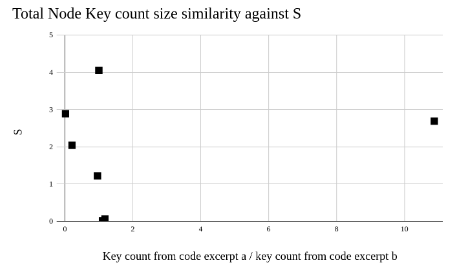 Total Node Key count size similarity against S
5
4
3
2
1
0
S
0 2 4 6 8 10
Key count from code excerpt a / key count from code excerpt b